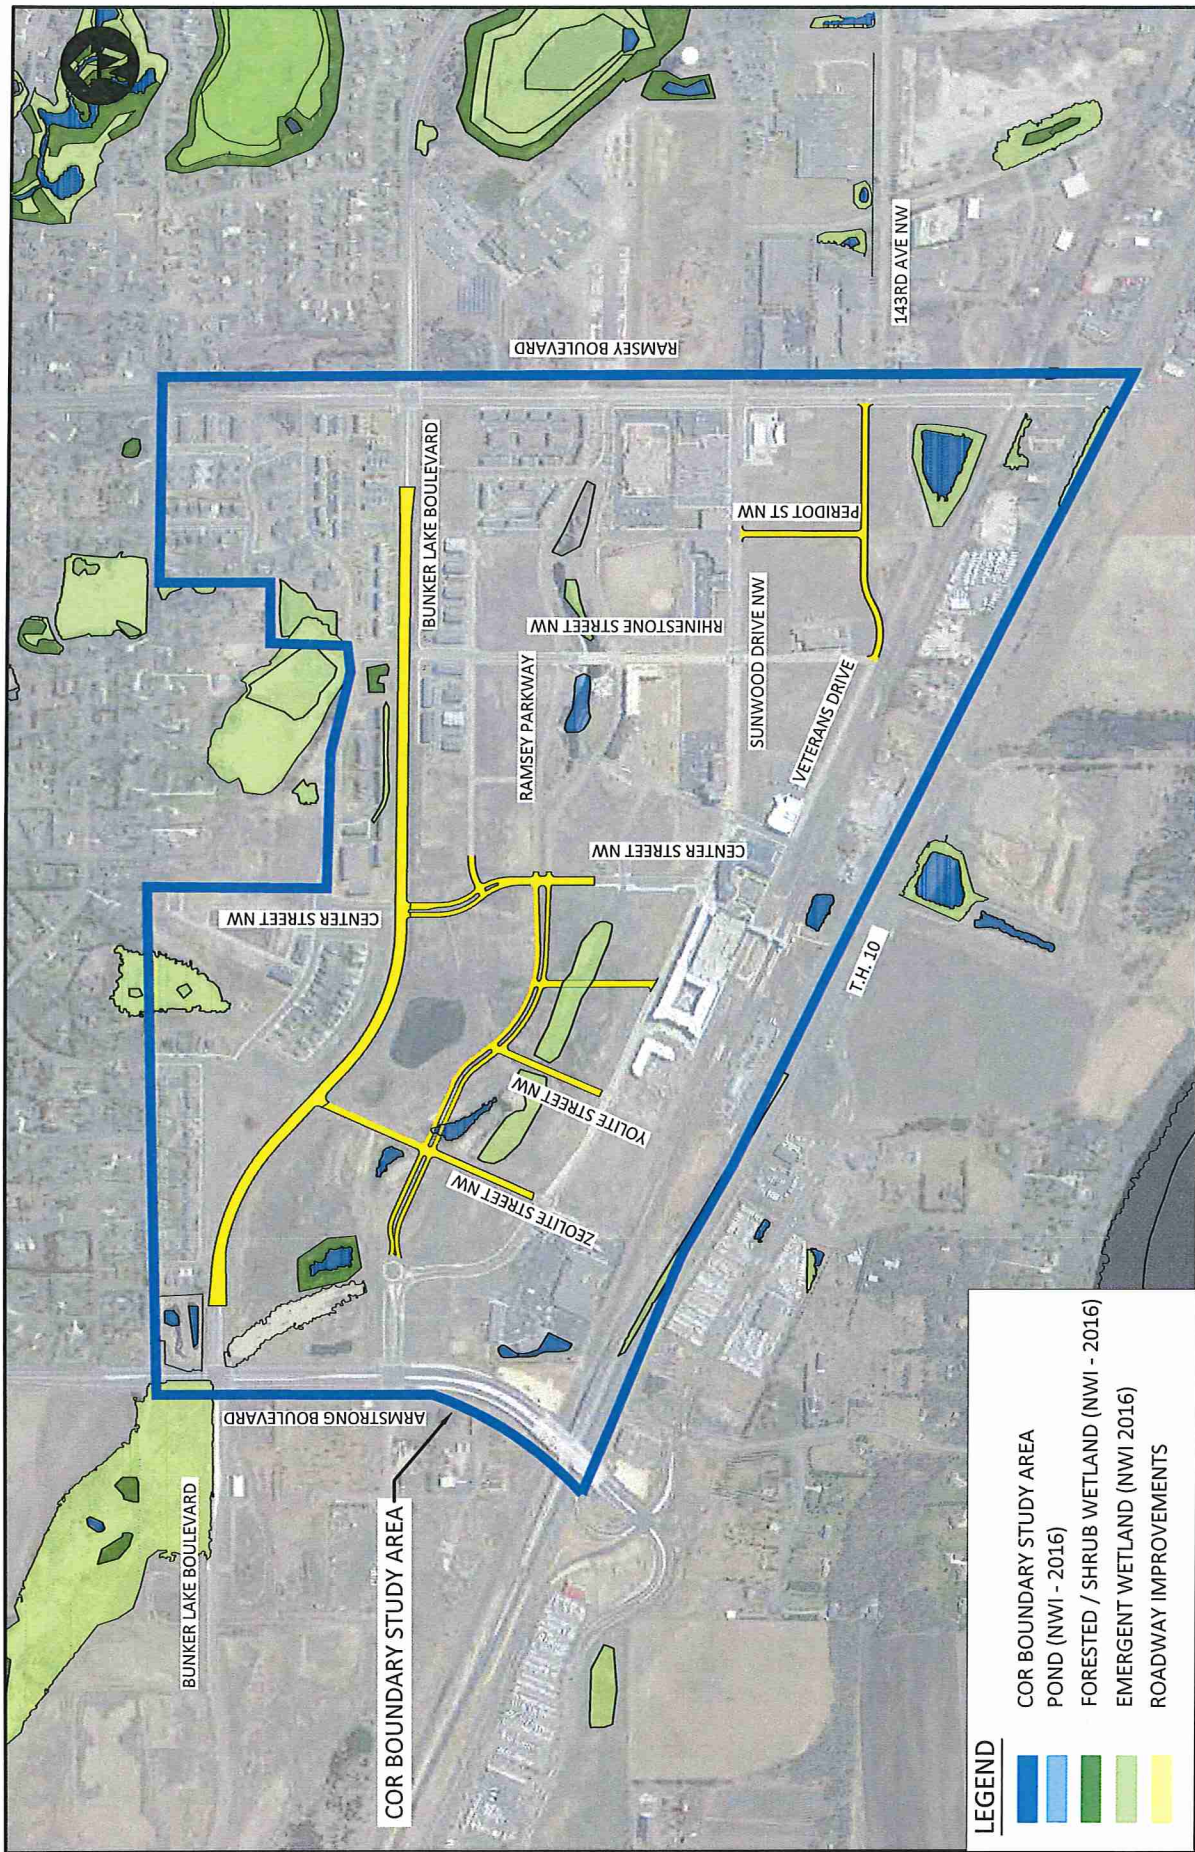 BUNKER LAKE BOULEVARD
ARMSTRONG BOULEVARD
COR BOUNDARY STUDY AREA
CENTER STREET NW
ZEOLITE STREET NW
YOLITE STREET NW
BUNKER LAKE BOULEVARD
RAMSEY PARKWAY
CENTER STREET NW
RHINESTONE STREET NW
SUNWOOD DRIVE NW
VETERANS DRIVE
PERIDOT ST NW
RAMSEY BOULEVARD
143RD AVE NW
T.H. 10
LEGEND
COR BOUNDARY STUDY AREA
POND (NWI - 2016)
FORESTED / SHRUB WETLAND (NWI - 2016)
EMERGENT WETLAND (NWI 2016)
ROADWAY IMPROVEMENTS